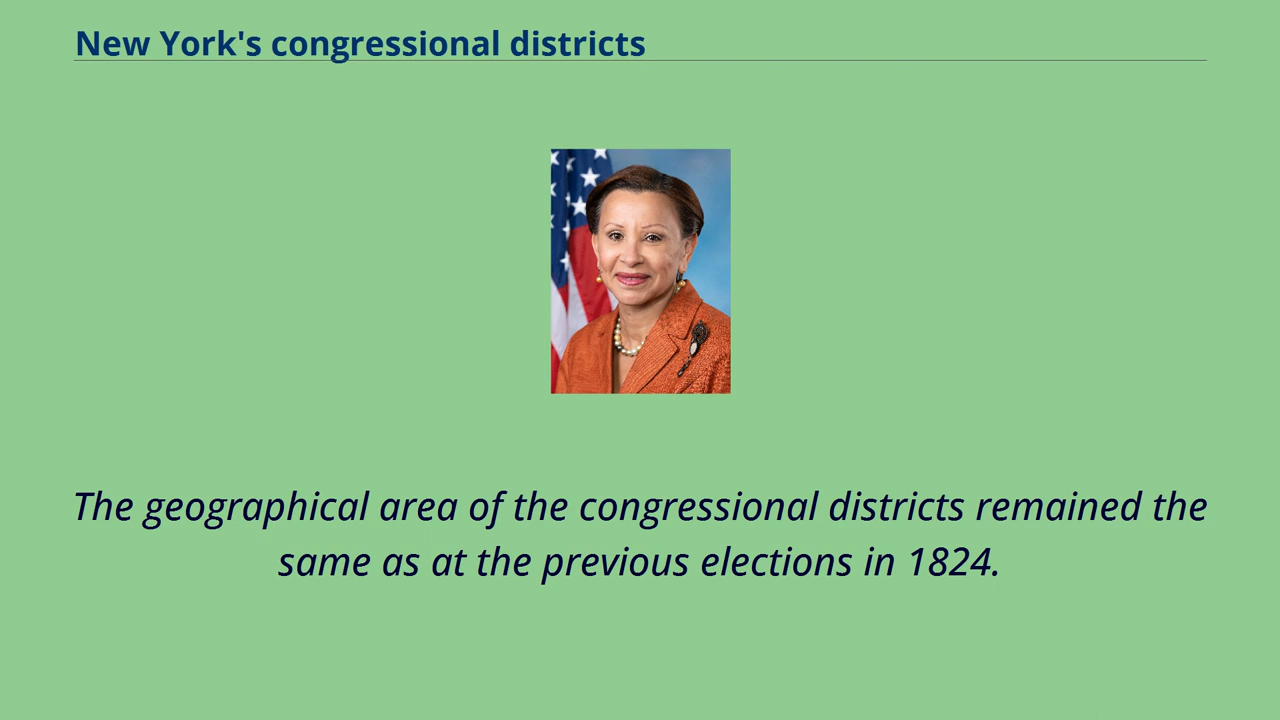 New York's congressional districts
The geographical area of the congressional districts remained the
same as at the previous elections in 1824.